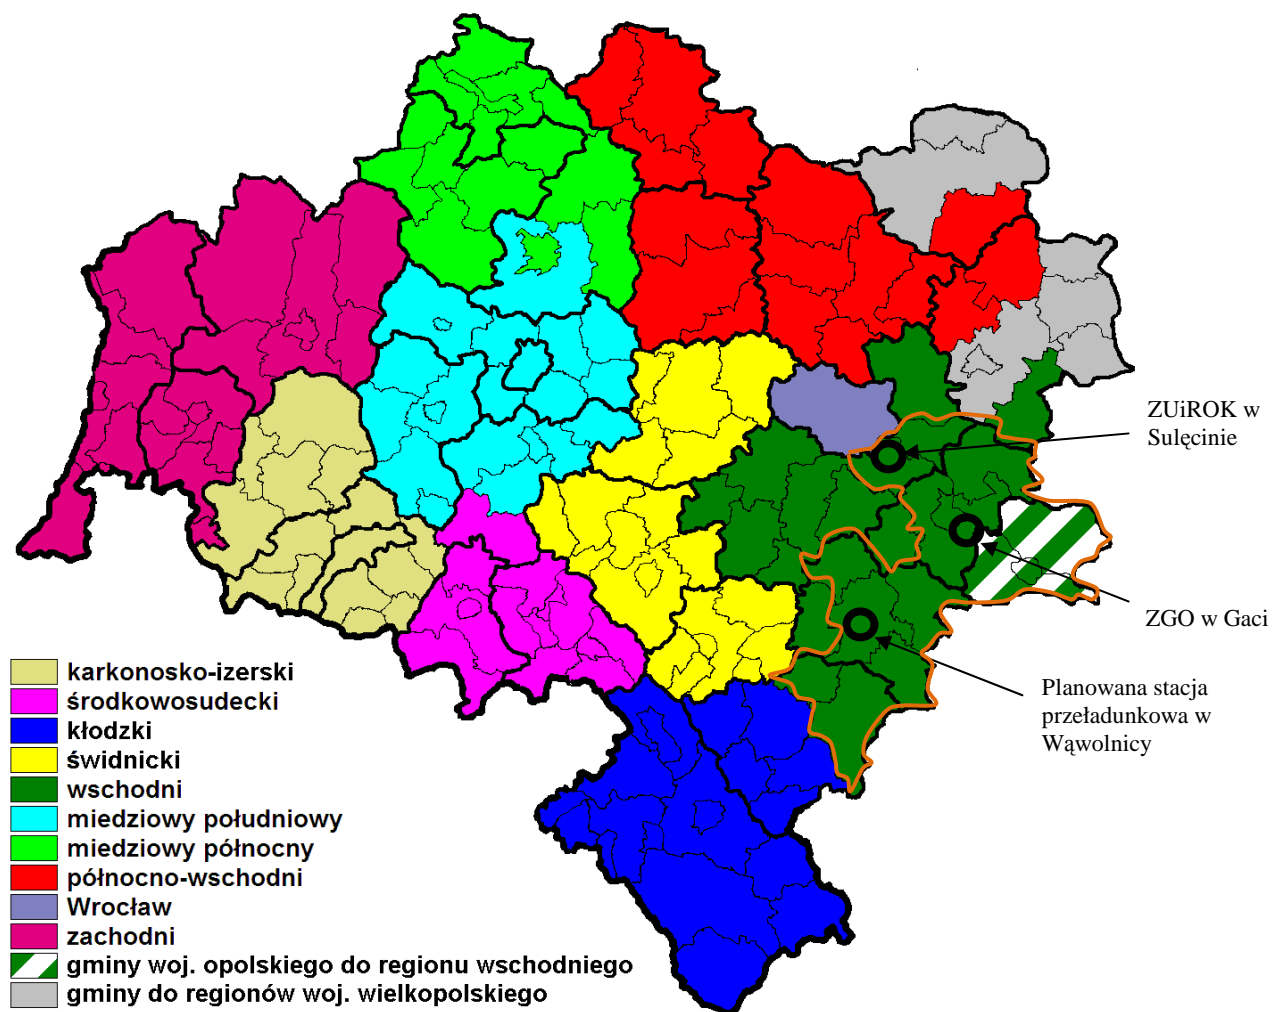 ZUiROK w
Sulęcinie
ZGO w Gaci
Planowana stacja
przeładunkowa w
Wąwolnicy
karkonosko-izerski
środkowosudecki
kłodzki
świdnicki
wschodni
miedziowy południowy
miedziowy północny
północno-wschodni
Wrocław
zachodni
gminy woj. opolskiego do regionu wschodniego
gminy do regionów woj. wielkopolskiego